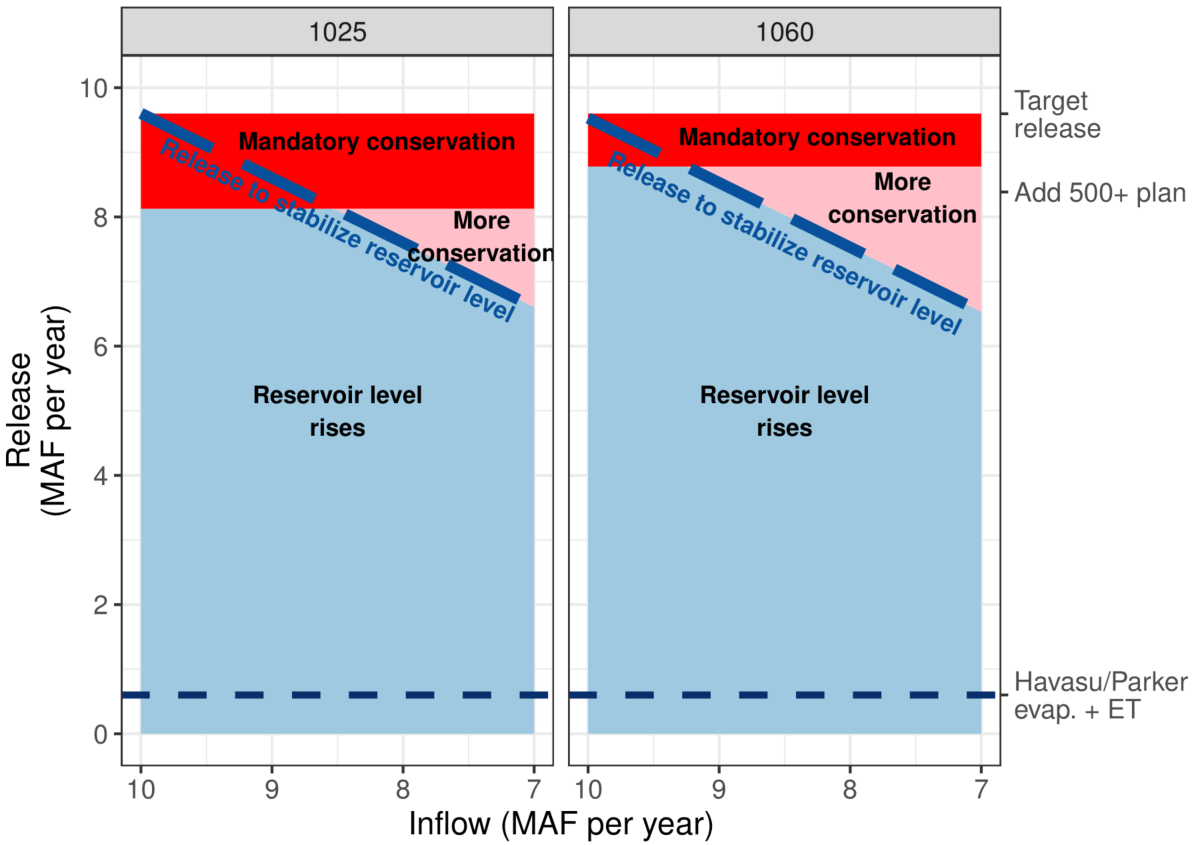 1025
1060
10
8
6
4
2
0
Release
(MAF per year)
Mandatory conservation
Release to stabilize reservoir level
More
conservation
Reservoir level
rises
Mandatory conservation
Release to stabilize reservoir level
More
conservation
Reservoir level
rises
Target
release
Add 500+ plan
Havasu/Parker
evap. + ET
10
9
8
7
10
9
8
7
Inflow (MAF per year)